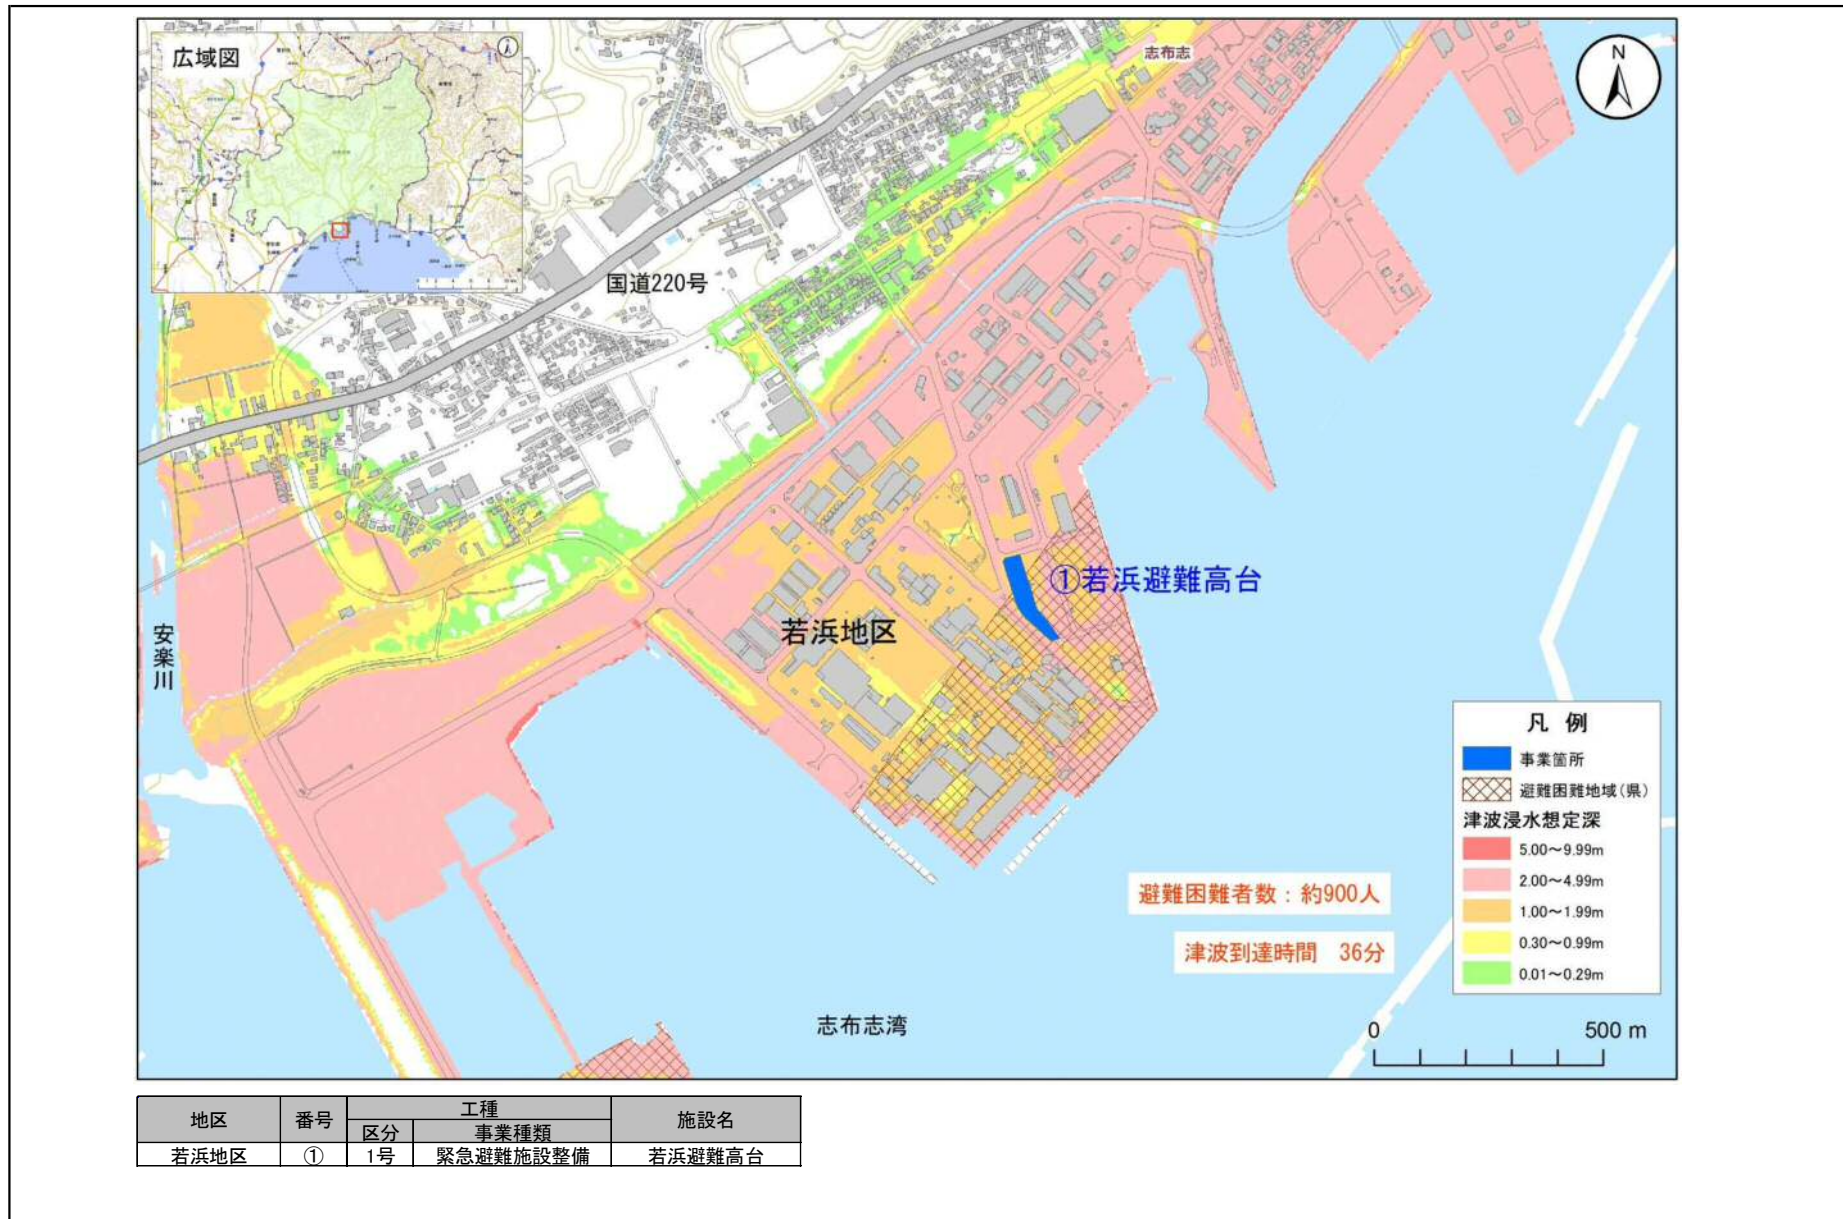 広域図
志布志
N
国道220号
①若浜避難高台
若浜地区
安楽川
凡 例
事業箇所
避難困難地域(県)
津波浸水想定深
5.00～9.99m
2.00～4.99m
1.00～1.99m
0.30～0.99m
0.01～0.29m
避難困難者数：約900人
津波到達時間 36分
志布志湾
0 500 m
地区 番号 工種 施設名
区分 事業種類
若浜地区 ① 1号 緊急避難施設整備 若浜避難高台